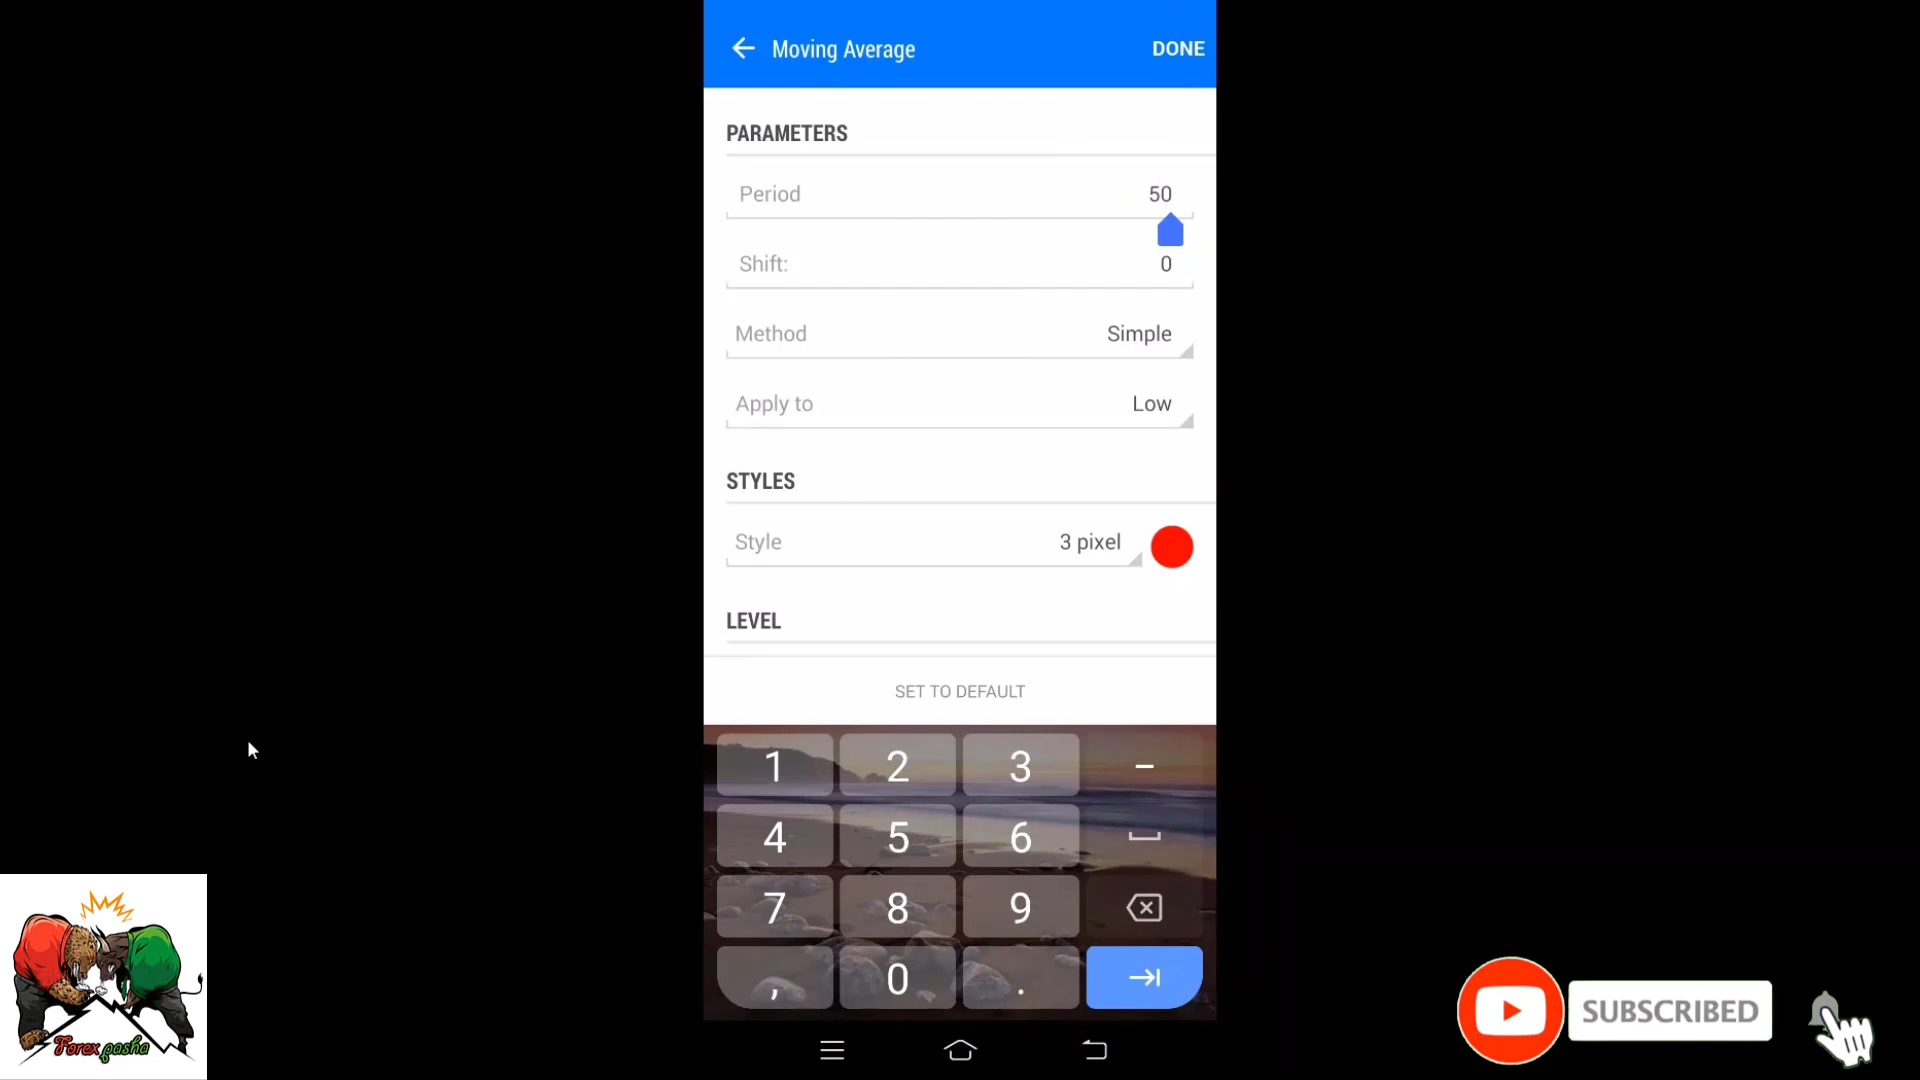 Moving Average DONE
PARAMETERS
Period 50
Shift: 0
Method Simple
Apply to Low
STYLES
Style 3 pixel
LEVEL
SET TO DEFAULT
1 2 3 -
4 5 6
7 8 9
, 0 .
Forex pasha
SUBSCRIBED